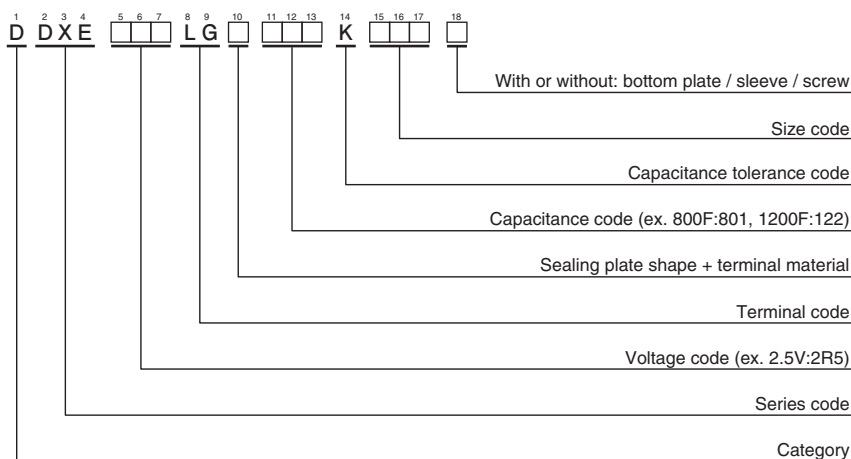 1 2 3 4 5 6 7 8 9 10 11 12 13 14 15 16 17 18
D DXE □□□ LG □ □□□ K □□□ □
With or without: bottom plate / sleeve / screw
Size code
Capacitance tolerance code
Capacitance code (ex. 800F:801, 1200F:122)
Sealing plate shape + terminal material
Terminal code
Voltage code (ex. 2.5V:2R5)
Series code
Category